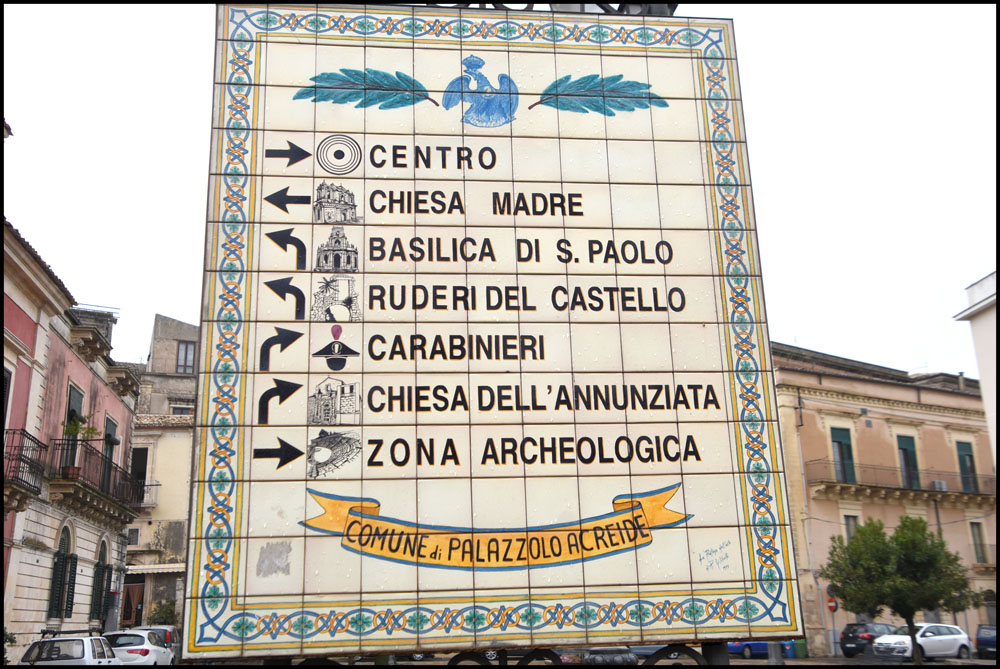 CENTRO
CHIESA MADRE
BASILICA DI S. PAOLO
RUDERI DEL CASTELLO
CARABINIERI
CHIESA DELL'ANNUNZIATA
ZONA ARCHEOLOGICA
COMUNE di PALAZZOLO ACREIDE